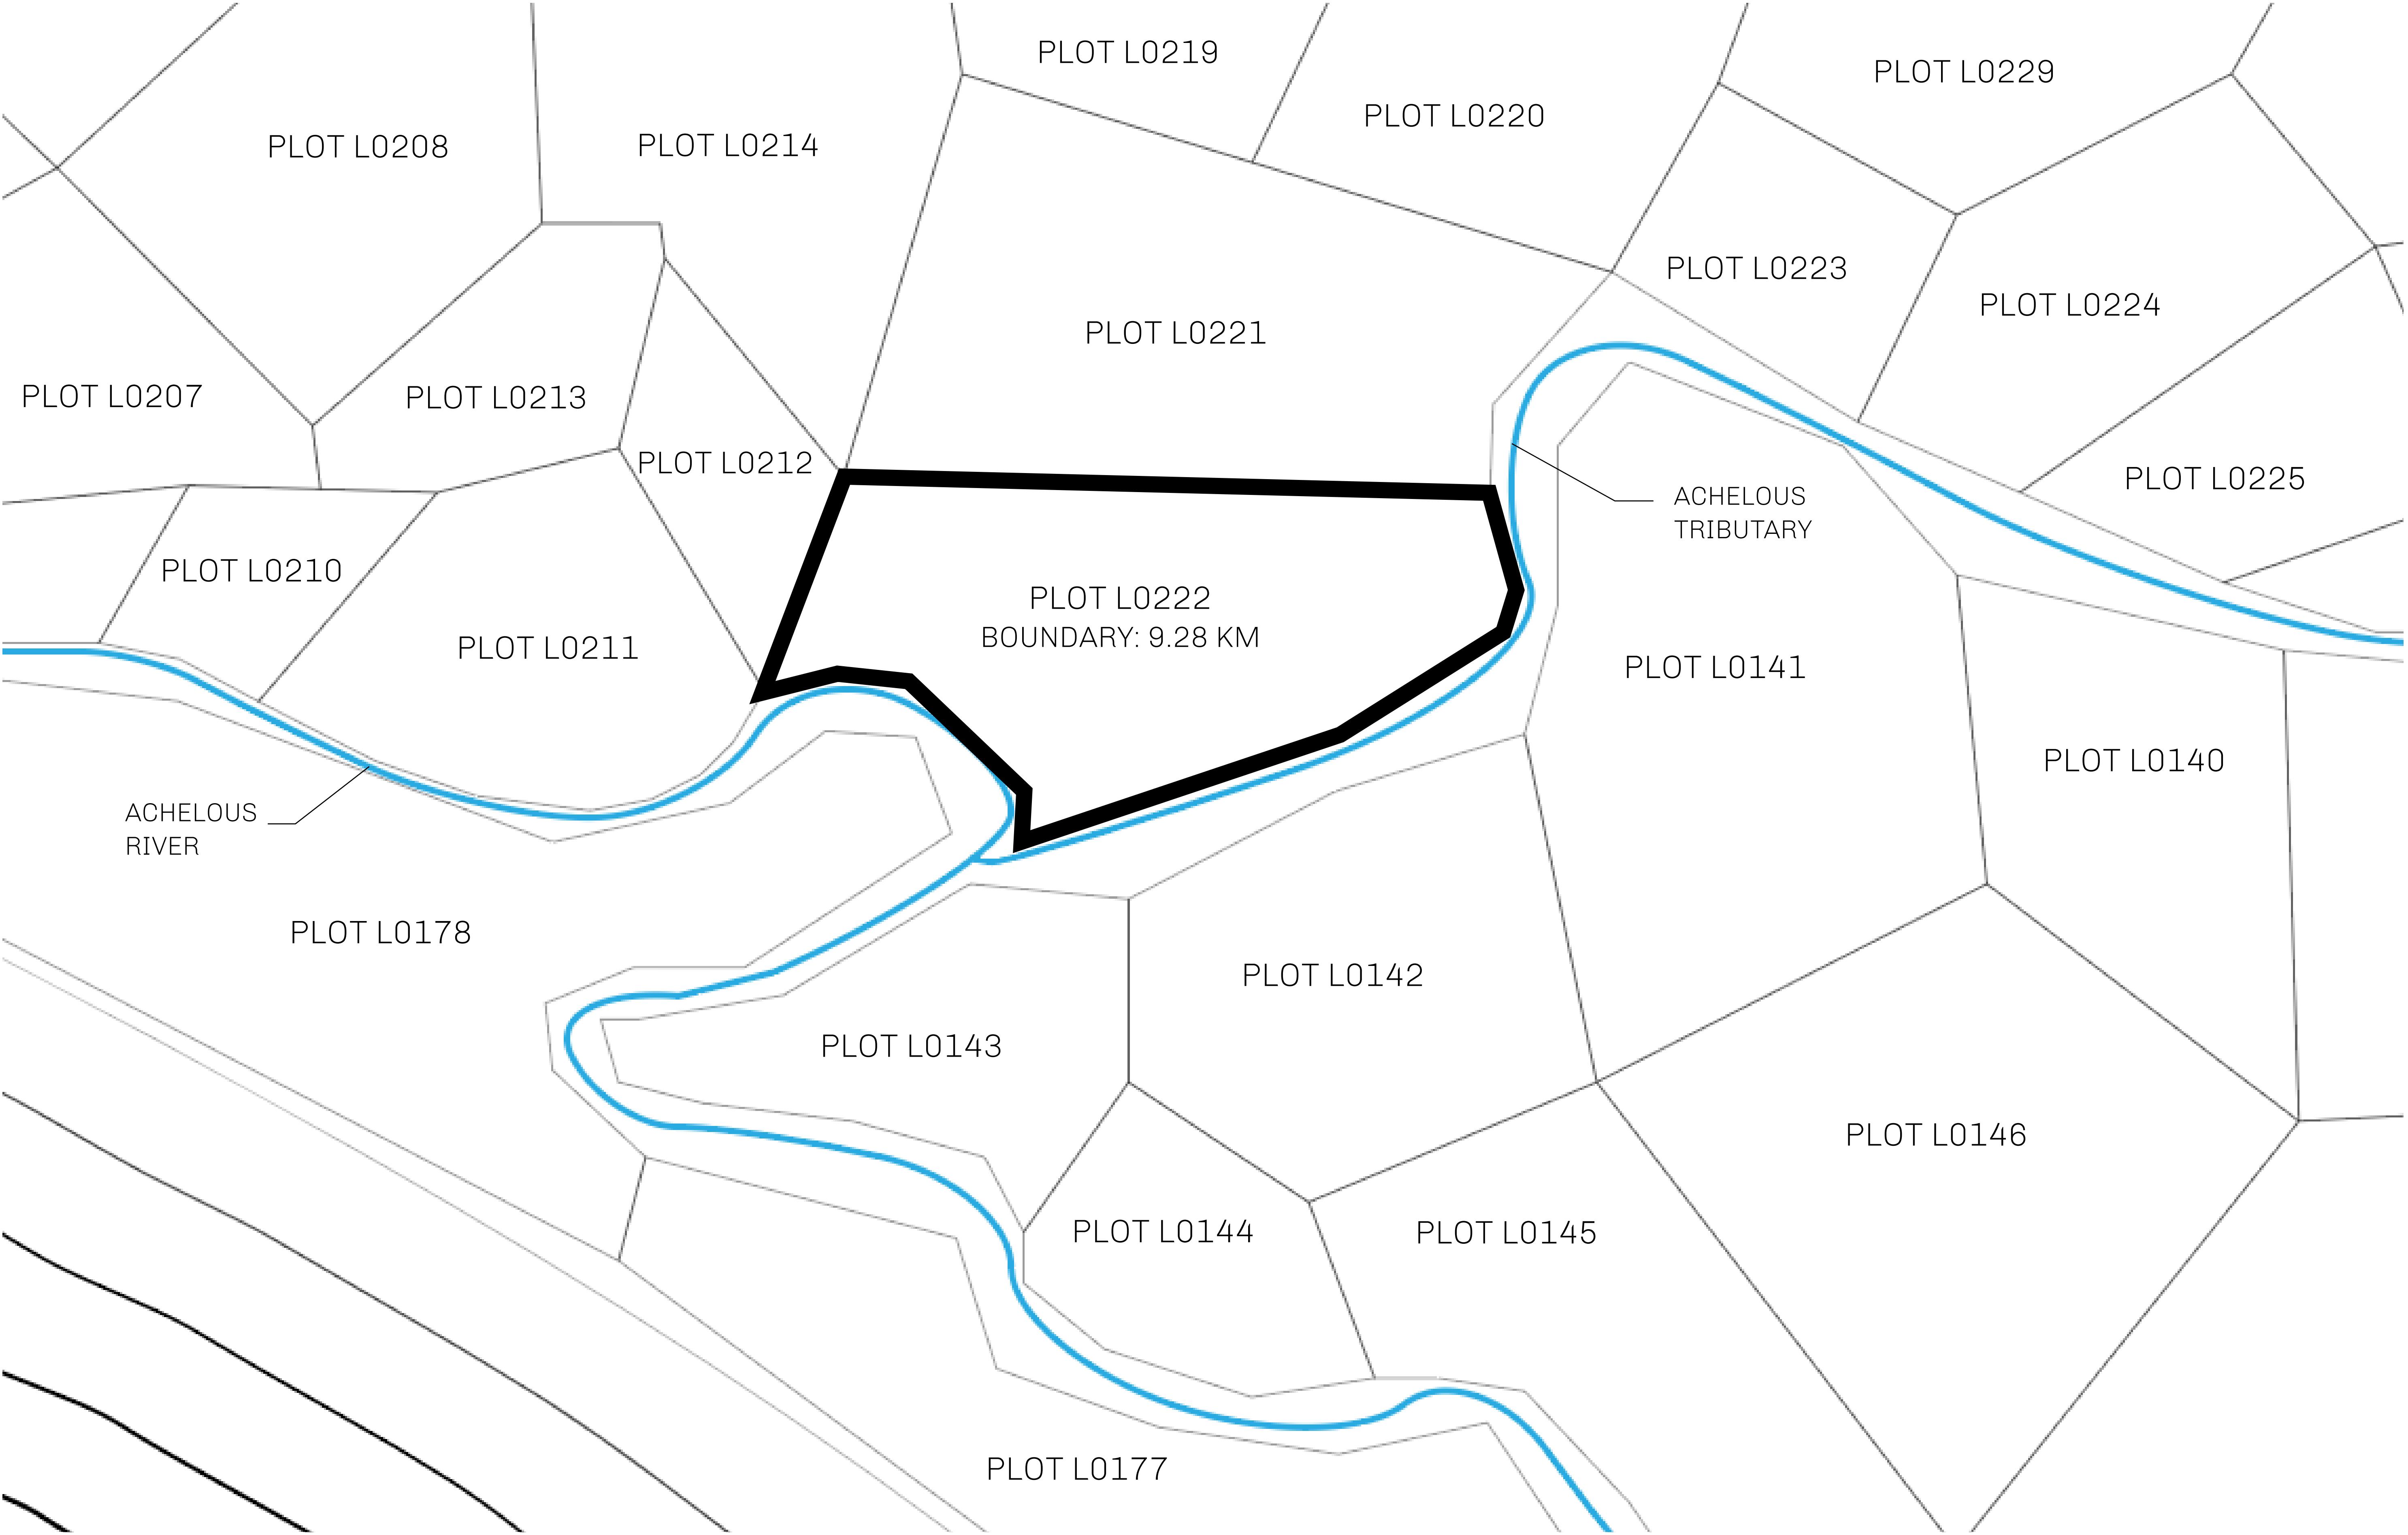 PLOT L0219
PLOT L0229
PLOT L0220
PLOT L0208
PLOT L0214
PLOT L0223
PLOT L0224
PLOT L0221
PLOT L0207
PLOT L0213
PLOT L0212
PLOT L0225
ACHELOUS
TRIBUTARY
PLOT L0210
PLOT L0222
BOUNDARY: 9.28 KM
PLOT L0211
PLOT L0141
PLOT L0140
ACHELOUS
RIVER
PLOT L0178
PLOT L0142
PLOT L0143
PLOT L0146
PLOT L0144
PLOT L0145
PLOT L0177